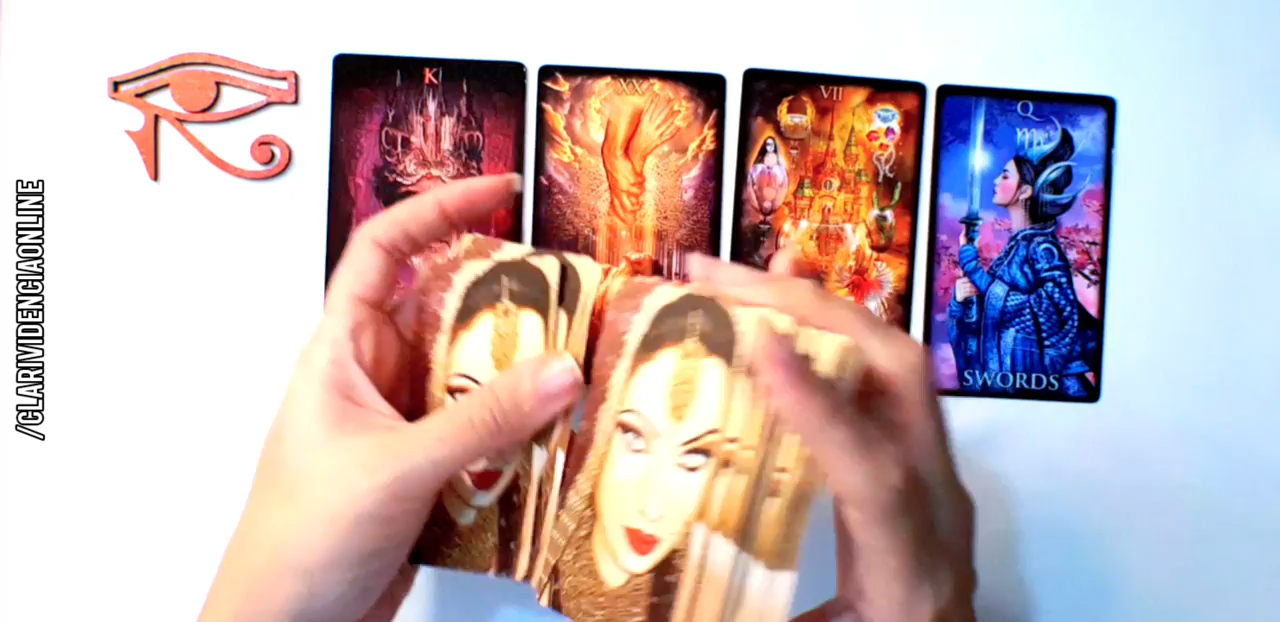 /CLARIVIDENCIAONLINE
K
XX
VII
Q
SWORDS